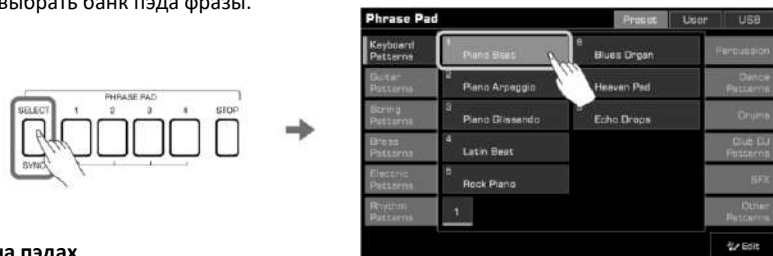 выбрать банк пэда фразы.
PHRASE PAD
SELECT 1 2 3 4 STOP
SYNC
Phrase Pad Preset User USB
Keyboard Patterns
1 Piano Beat
6 Blues Organ
Percussion
Guitar Patterns
2 Piano Arpeggio
Heaven Pad
Dance Patterns
String Patterns
3 Piano Glissando
Echo Drops
Drums
Brass Patterns
4 Latin Beat
Club DJ Patterns
Electric Patterns
5 Rock Piano
SFX
Rhythm Patterns
1
Other Patterns
Edit
на пэдах